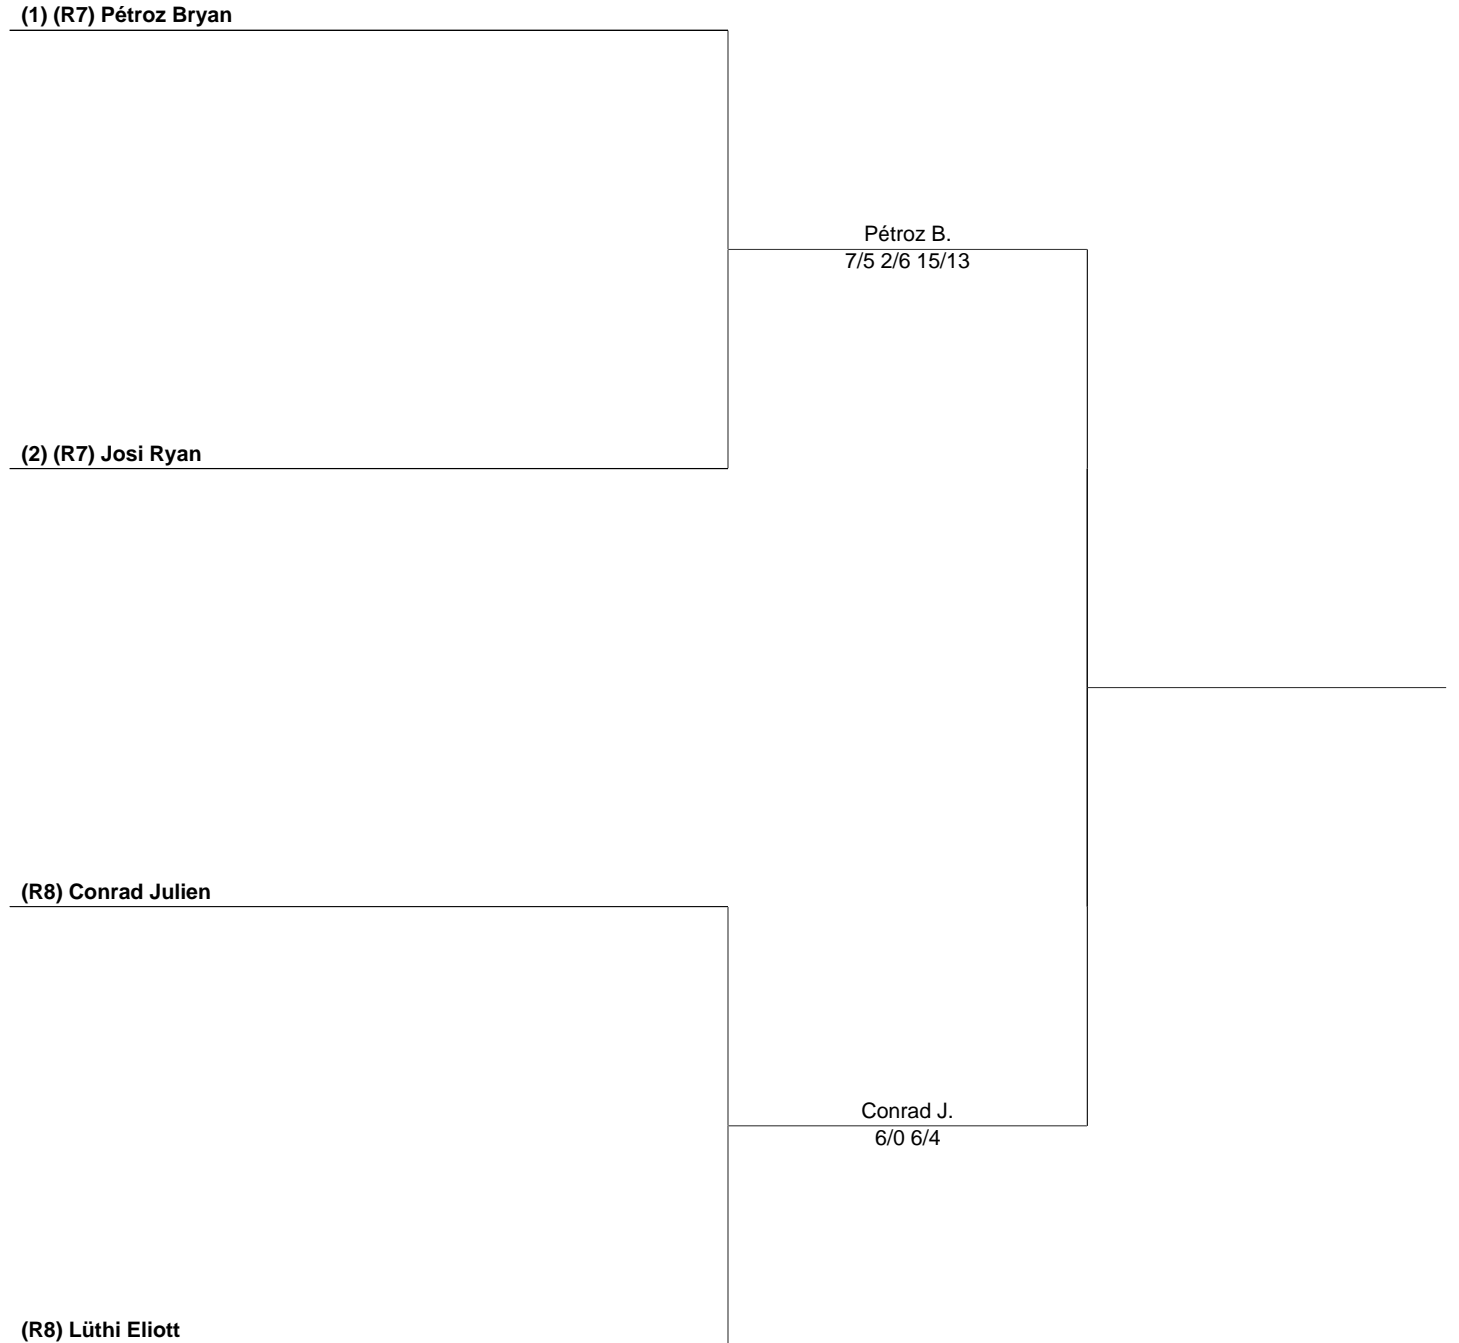 (1) (R7) Pétroz Bryan
Pétroz B.
7/5 2/6 15/13
(2) (R7) Josi Ryan
(R8) Conrad Julien
Conrad J.
6/0 6/4
(R8) Lüthi Eliott